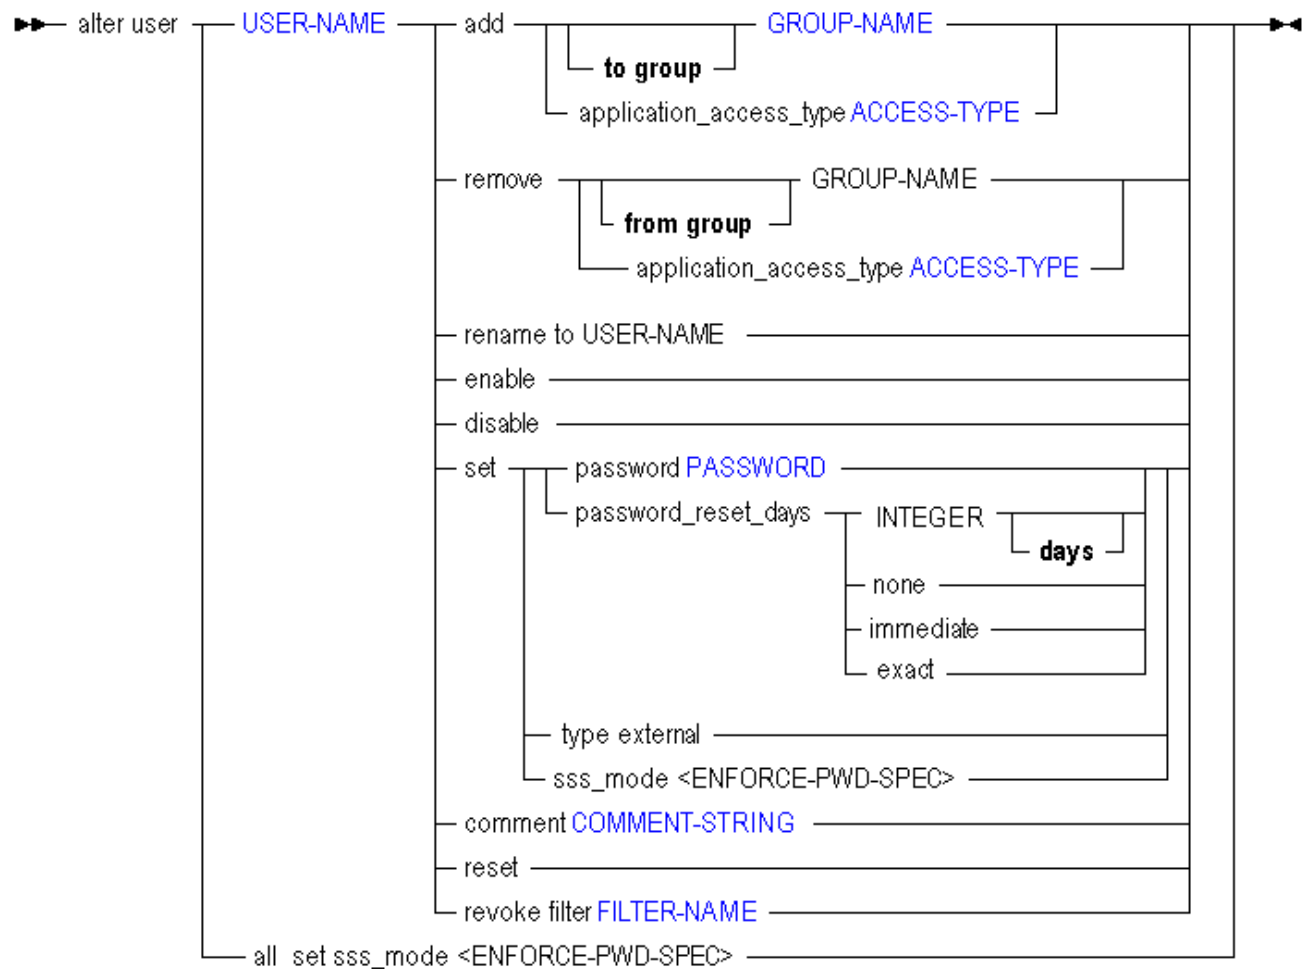 alter user USER-NAME add GROUP-NAME
to group
application_access_type ACCESS-TYPE
remove GROUP-NAME
from group
application_access_type ACCESS-TYPE
rename to USER-NAME
enable
disable
set password PASSWORD
password_reset_days INTEGER
days
none
immediate
exact
type external
sss_mode <ENFORCE-PWD-SPEC>
comment COMMENT-STRING
reset
revoke filter FILTER-NAME
all set sss_mode <ENFORCE-PWD-SPEC>